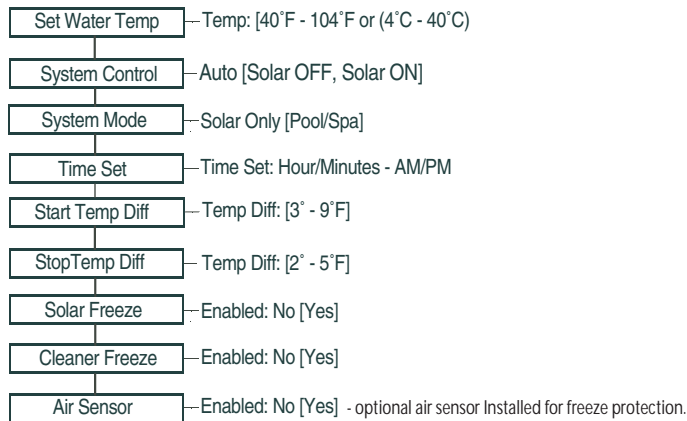 Set Water Temp Temp: [40˚F - 104˚F or (4˚C - 40˚C)
System Control Auto [Solar OFF, Solar ON]
System Mode Solar Only [Pool/Spa]
Time Set Time Set: Hour/Minutes - AM/PM
Start Temp Diff Temp Diff: [3˚ - 9˚F]
StopTemp Diff Temp Diff: [2˚ - 5˚F]
Solar Freeze Enabled: No [Yes]
Cleaner Freeze Enabled: No [Yes]
Air Sensor Enabled: No [Yes] - optional air sensor Installed for freeze protection.